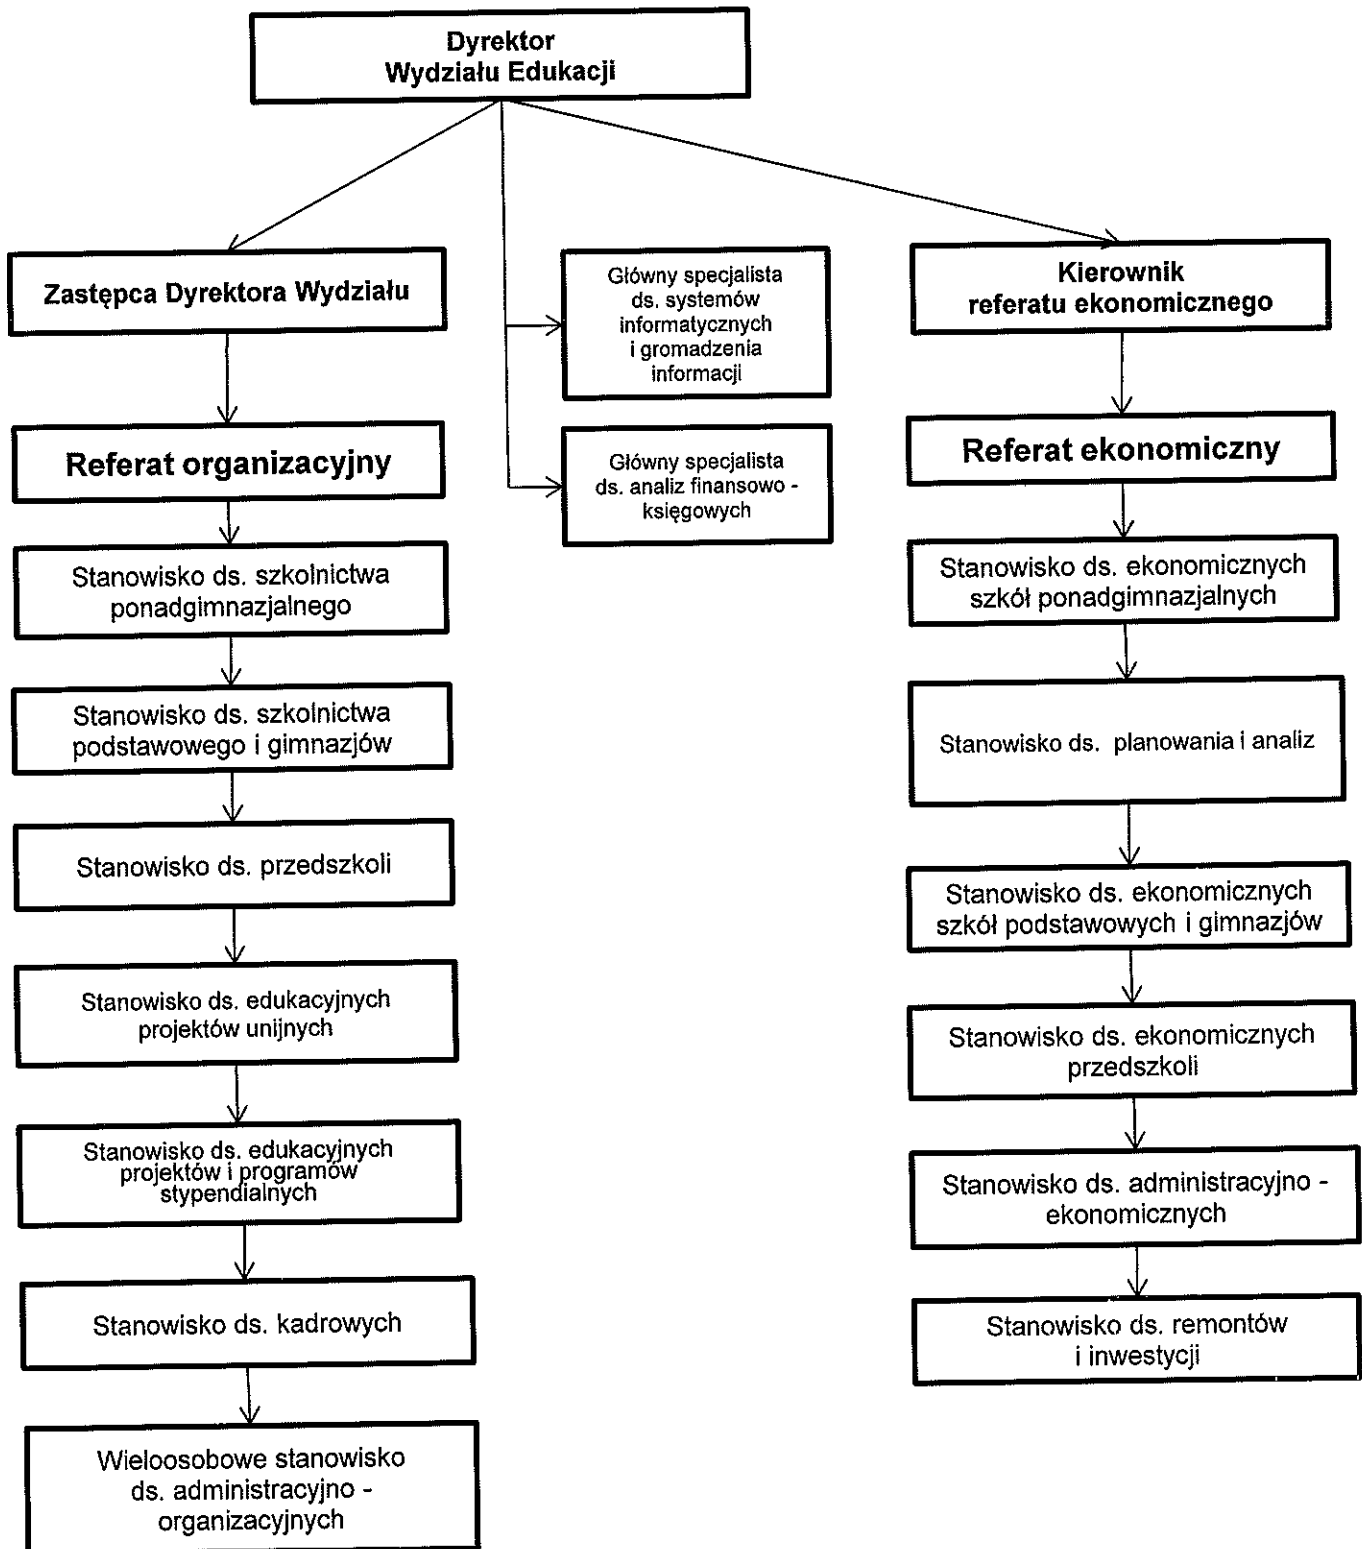 Dyrektor
Wydziału Edukacji
Zastępca Dyrektora Wydziału
Główny specjalista
ds. systemów
informatycznych
i gromadzenia
informacji
Kierownik
referatu ekonomicznego
Referat organizacyjny
Główny specjalista
ds. analiz finansowo -
księgowych
Referat ekonomiczny
Stanowisko ds. szkolnictwa
ponadgimnazjalnego
Stanowisko ds. szkolnictwa
podstawowego i gimnazjów
Stanowisko ds. przedszkoli
Stanowisko ds. edukacyjnych
projektów unijnych
Stanowisko ds. edukacyjnych
projektów i programów
stypendialnych
Stanowisko ds. kadrowych
Wieloosobowe stanowisko
ds. administracyjno -
organizacyjnych
Stanowisko ds. ekonomicznych
szkół ponadgimnazjalnych
Stanowisko ds. planowania i analiz
Stanowisko ds. ekonomicznych
szkół podstawowych i gimnazjów
Stanowisko ds. ekonomicznych
przedszkoli
Stanowisko ds. administracyjno -
ekonomicznych
Stanowisko ds. remontów
i inwestycji